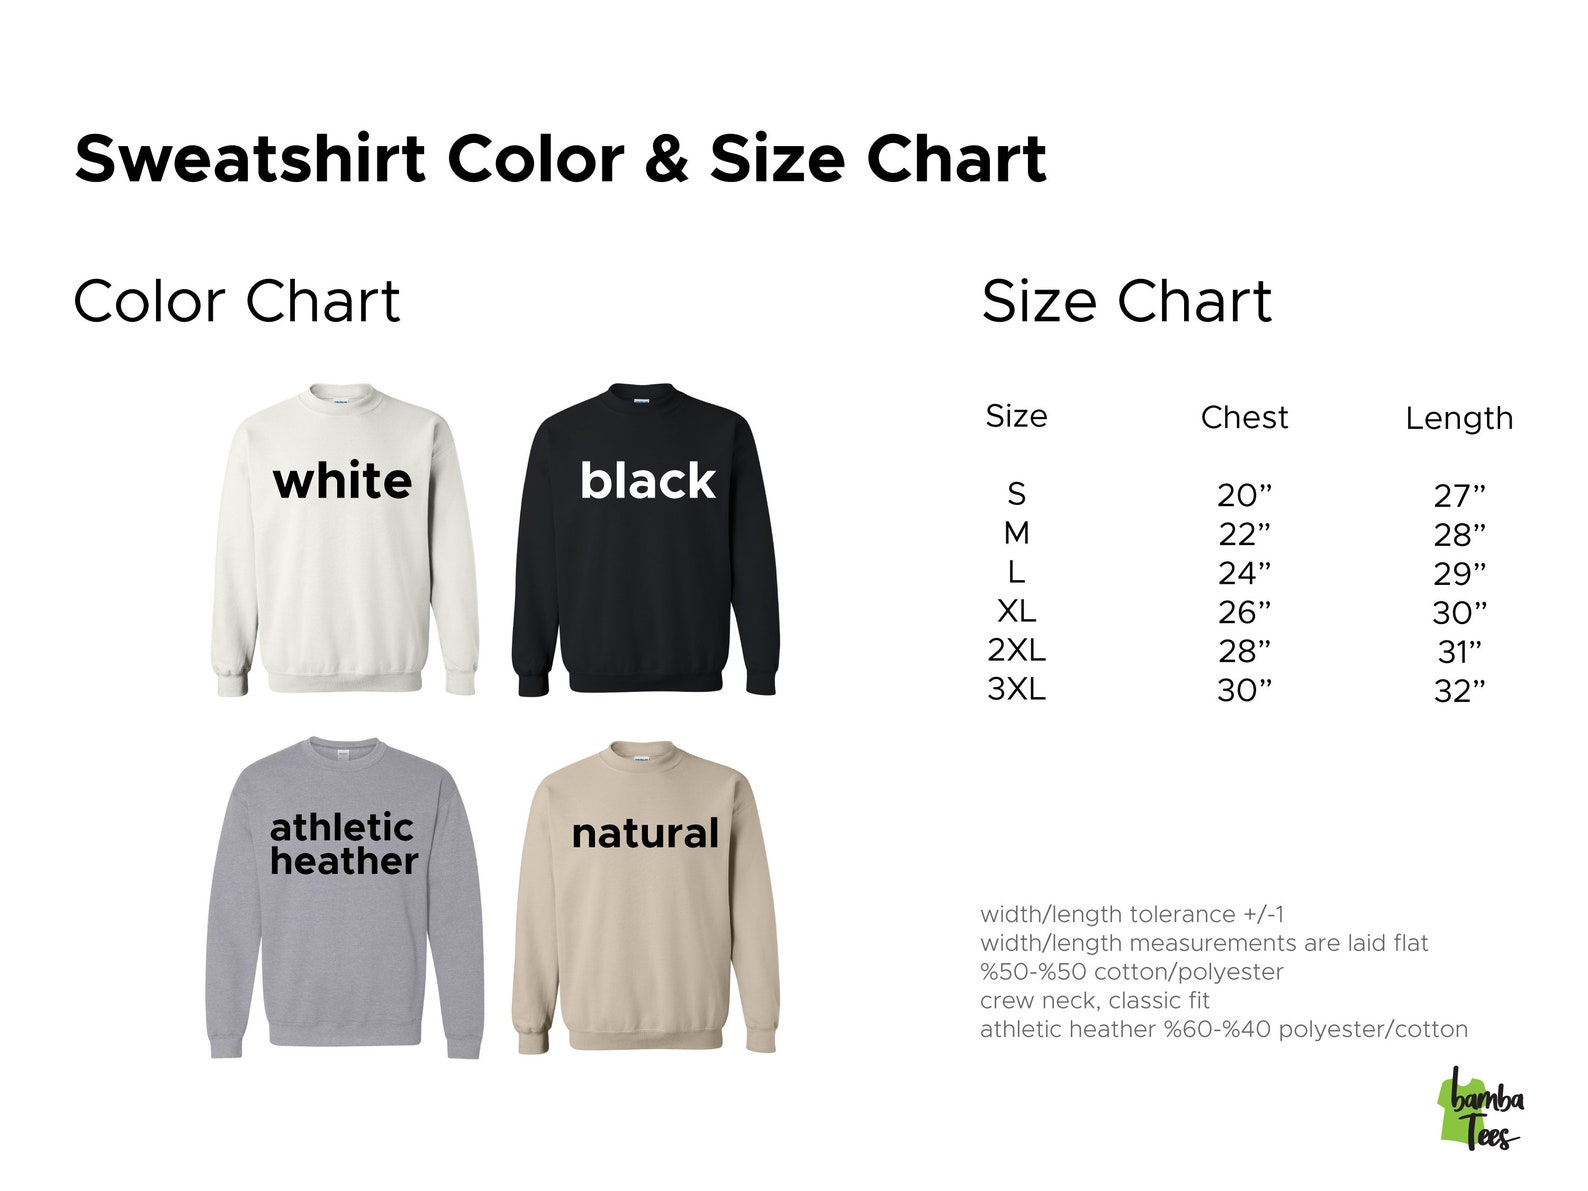 Sweatshirt Color & Size Chart
Color Chart
white
black
athletic
heather
natural
Size Chart
Size Chest Length
S 20” 27”
M 22” 28”
L 24” 29”
XL 26” 30”
2XL 28” 31”
3XL 30” 32”
width/length tolerance +/-1
width/length measurements are laid flat
%50-%50 cotton/polyester
crew neck, classic fit
athletic heather %60-%40 polyester/cotton
bamba
Tees